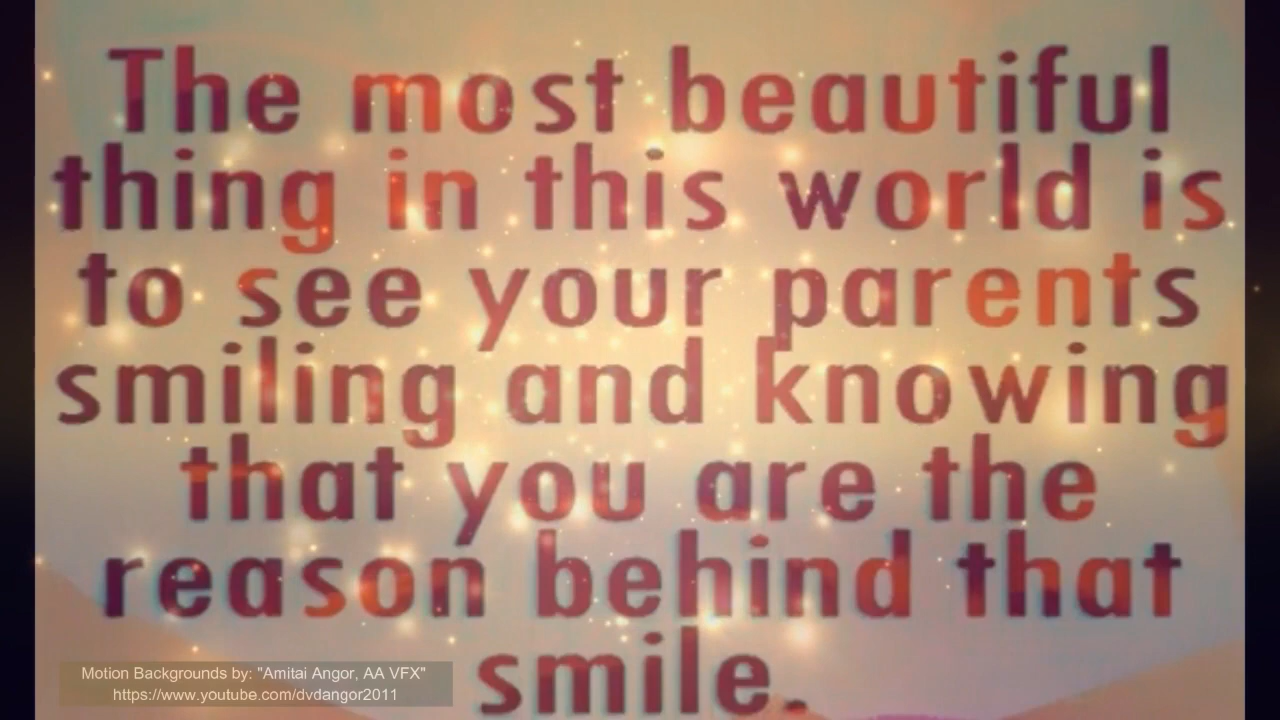 The most beautiful
thing in this world is
to see your parents
smiling and knowing
that you are the
reason behind that
smile.
Motion Backgrounds by: "Amitai Angor, AA VFX"
https://www.youtube.com/dvdangor2011